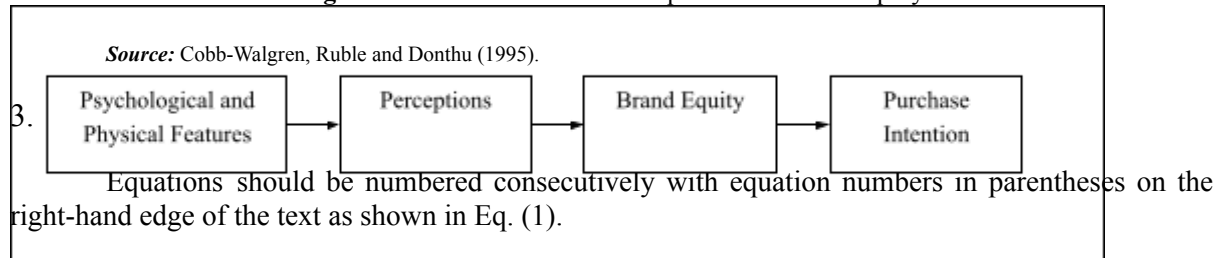 Source: Cobb-Walgren, Ruble and Donthu (1995).
Psychological and
Physical Features
Perceptions
Brand Equity
Purchase
Intention
3.
Equations should be numbered consecutively with equation numbers in parentheses on the
right-hand edge of the text as shown in Eq. (1).